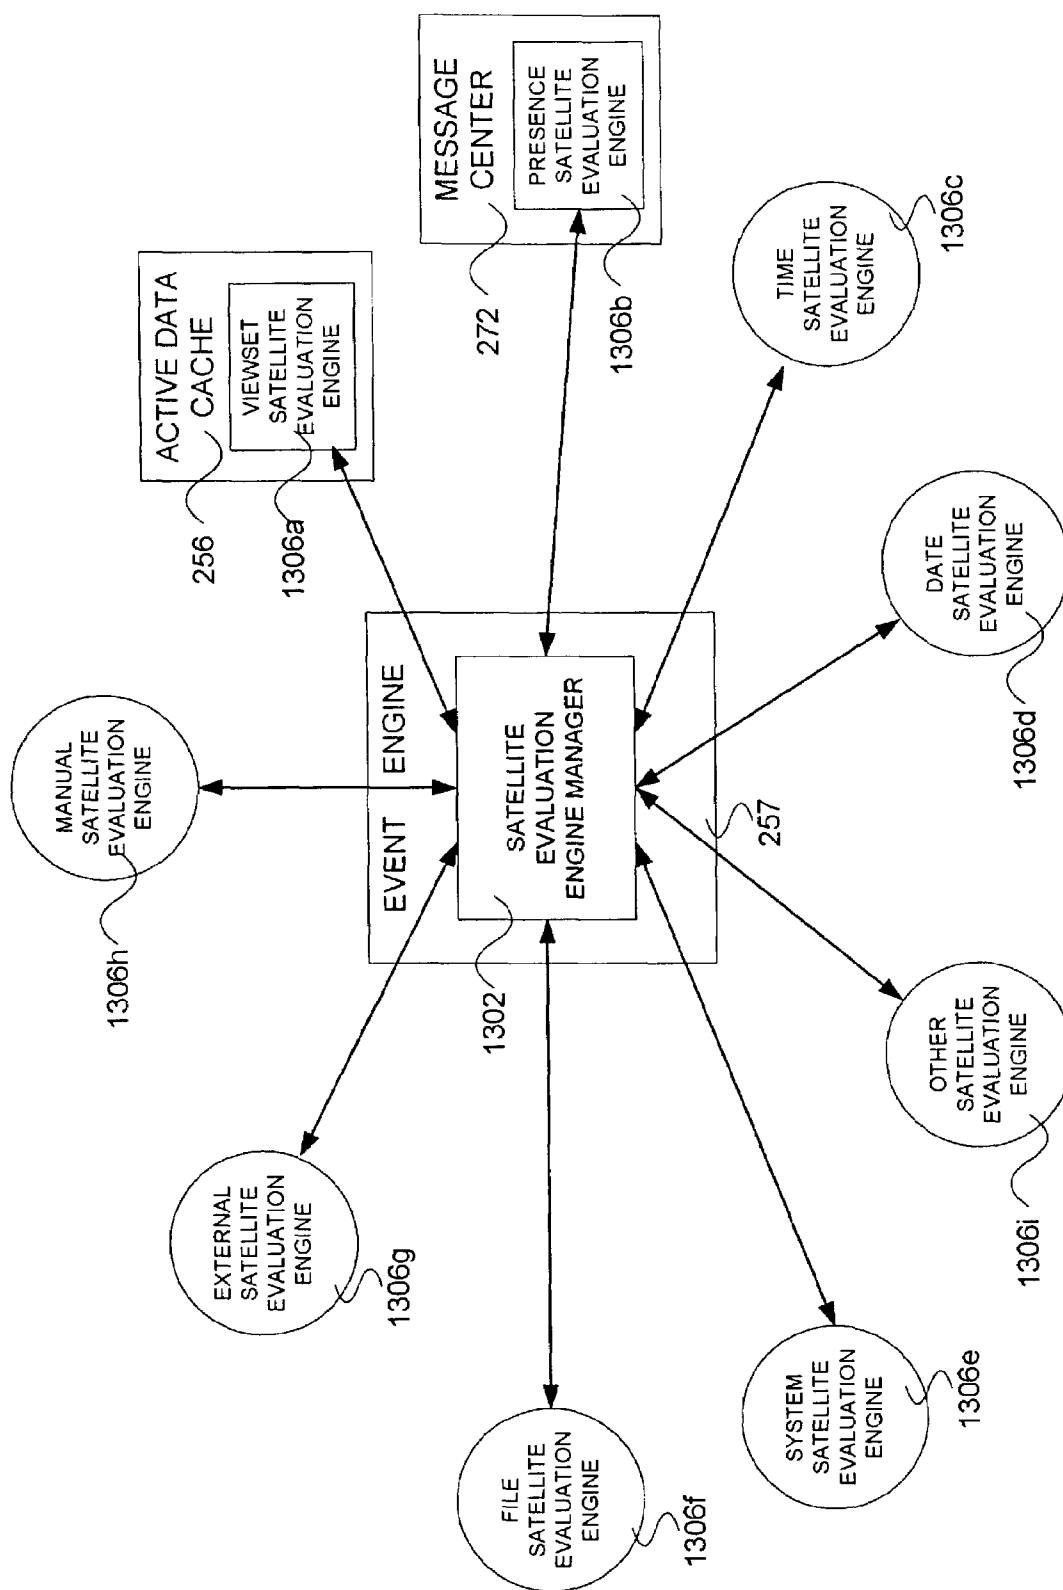 MANUAL
SATELLITE
EVALUATION
ENGINE
1306h
ACTIVE DATA
CACHE
VIEWSET
SATELLITE
EVALUATION
ENGINE
256
1306a
MESSAGE
CENTER
PRESENCE
SATELLITE
EVALUATION
ENGINE
272
1306b
TIME
SATELLITE
EVALUATION
ENGINE
1306c
DATE
SATELLITE
EVALUATION
ENGINE
1306d
EVENT ENGINE
SATELLITE
EVALUATION
ENGINE MANAGER
1302
257
EXTERNAL
SATELLITE
EVALUATION
ENGINE
1306g
FILE
SATELLITE
EVALUATION
ENGINE
1306f
SYSTEM
SATELLITE
EVALUATION
ENGINE
1306e
OTHER
SATELLITE
EVALUATION
ENGINE
1306i